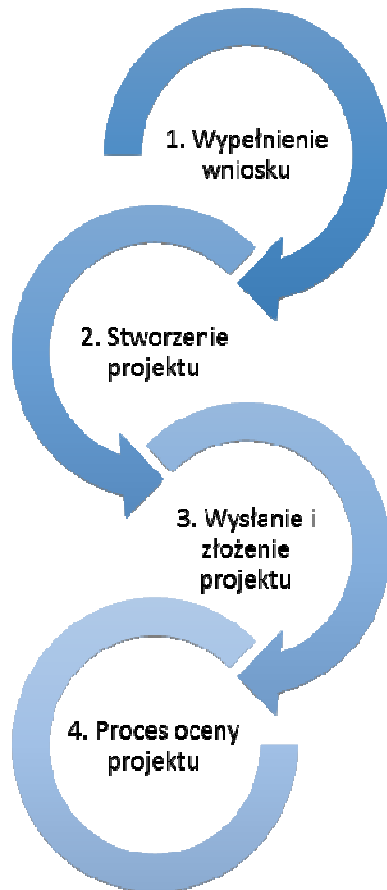 1. Wypełnienie
wniosku
2. Stworzenie
projektu
3. Wysłanie i
złożenie
projektu
4. Proces oceny
projektu